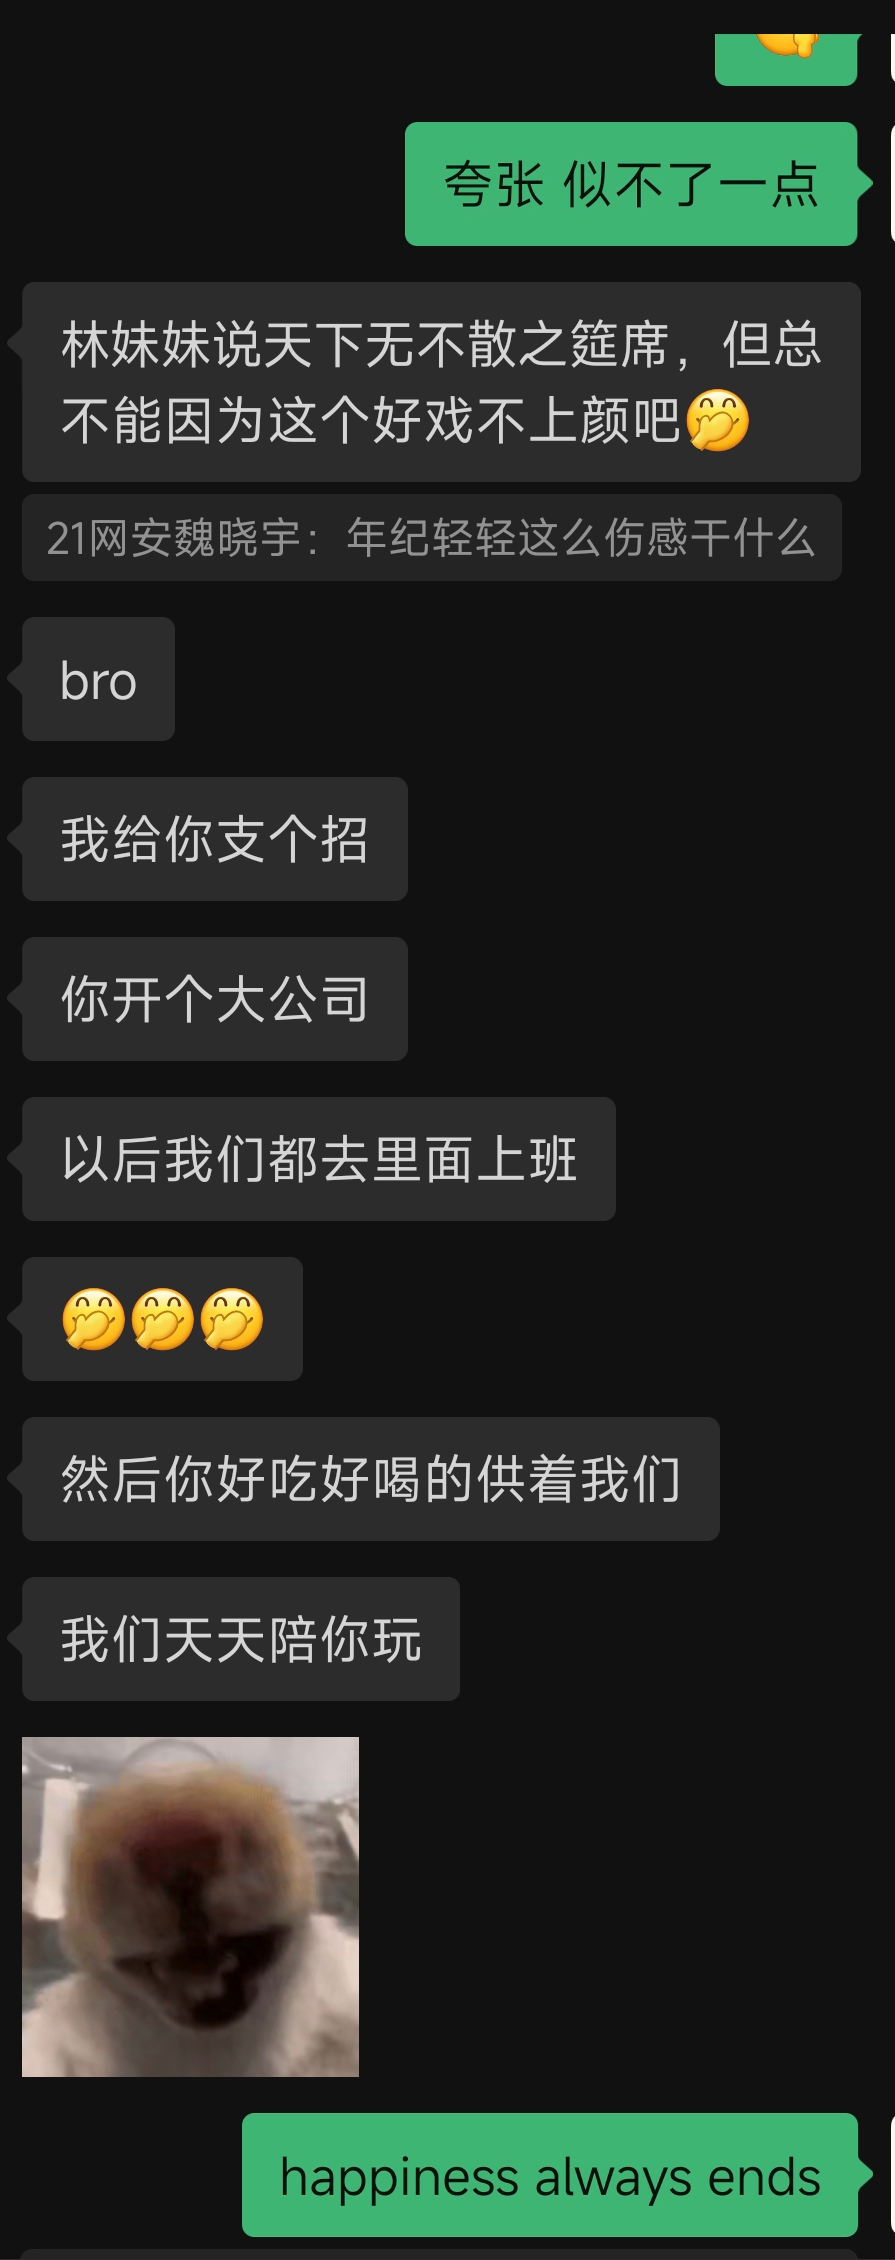 夸张 似不了一点
林妹妹说天下无不散之筵席，但总
不能因为这个好戏不上颜吧🤭
21网安魏晓宇：年纪轻轻这么伤感干什么
bro
我给你支个招
你开个大公司
以后我们都去里面上班
🤭🤭🤭
然后你好吃好喝的供着我们
我们天天陪你玩
happiness always ends